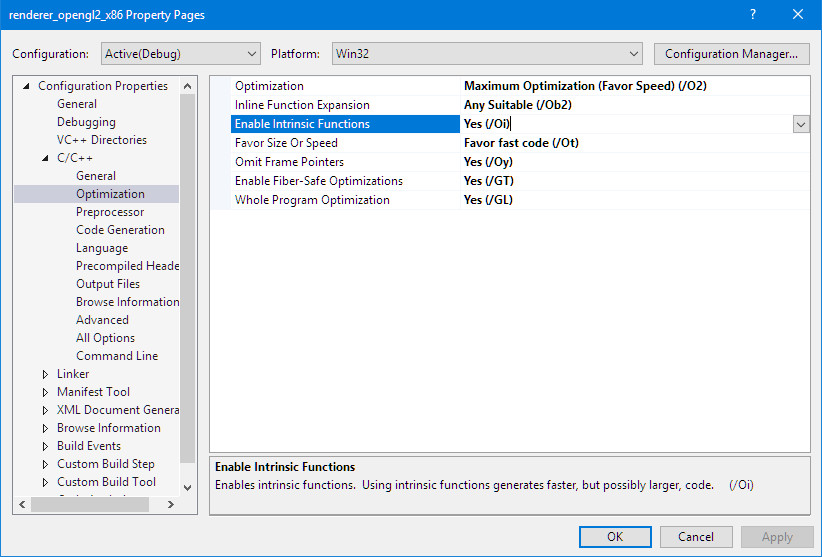 renderer_opengl2_x86 Property Pages
Configuration: Active(Debug) Platform: Win32 Configuration Manager...
Configuration Properties
General
Debugging
VC++ Directories
C/C++
General
Optimization
Preprocessor
Code Generation
Language
Precompiled Heade
Output Files
Browse Information
Advanced
All Options
Command Line
Linker
Manifest Tool
XML Document Genera
Browse Information
Build Events
Custom Build Step
Custom Build Tool
Optimization Maximum Optimization (Favor Speed) (/O2)
Inline Function Expansion Any Suitable (/Ob2)
Enable Intrinsic Functions Yes (/Oi)
Favor Size Or Speed Favor fast code (/Ot)
Omit Frame Pointers Yes (/Oy)
Enable Fiber-Safe Optimizations Yes (/GT)
Whole Program Optimization Yes (/GL)
Enable Intrinsic Functions
Enables intrinsic functions. Using intrinsic functions generates faster, but possibly larger, code. (/Oi)
OK Cancel Apply